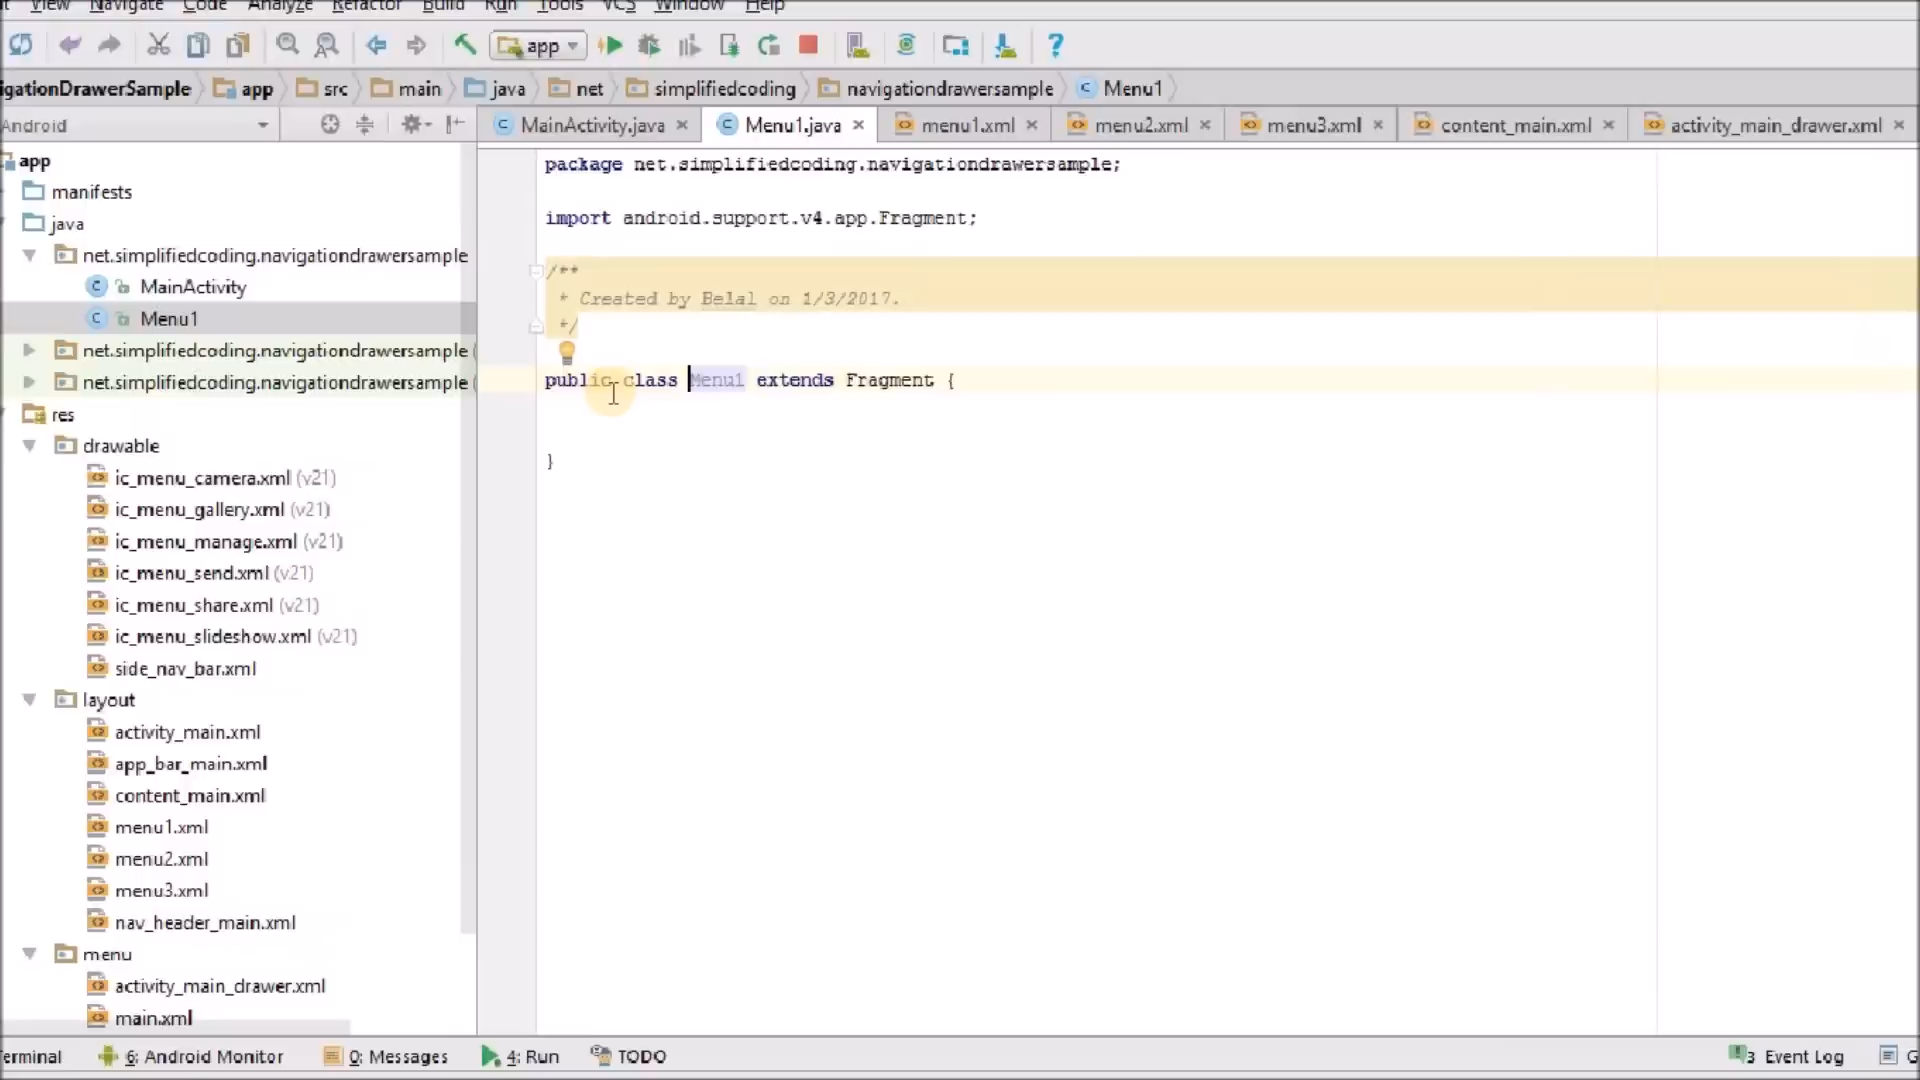 View Navigate Code Analyze Refactor Build Run Tools VCS Window Help
app
igationDrawerSample app src main java net simplifiedcoding navigationdrawersample Menu1
Android
MainActivity.java Menu1.java menu1.xml menu2.xml menu3.xml content_main.xml activity_main_drawer.xml
app
manifests
java
net.simplifiedcoding.navigationdrawersample
MainActivity
Menu1
net.simplifiedcoding.navigationdrawersample (
net.simplifiedcoding.navigationdrawersample (
res
drawable
ic_menu_camera.xml (v21)
ic_menu_gallery.xml (v21)
ic_menu_manage.xml (v21)
ic_menu_send.xml (v21)
ic_menu_share.xml (v21)
ic_menu_slideshow.xml (v21)
side_nav_bar.xml
layout
activity_main.xml
app_bar_main.xml
content_main.xml
menu1.xml
menu2.xml
menu3.xml
nav_header_main.xml
menu
activity_main_drawer.xml
main.xml
package net.simplifiedcoding.navigationdrawersample;
import android.support.v4.app.Fragment;
/**
* Created by Belal on 1/3/2017.
*/
public class Menu1 extends Fragment {
}
erminal 6: Android Monitor 0: Messages 4: Run TODO 3 Event Log G